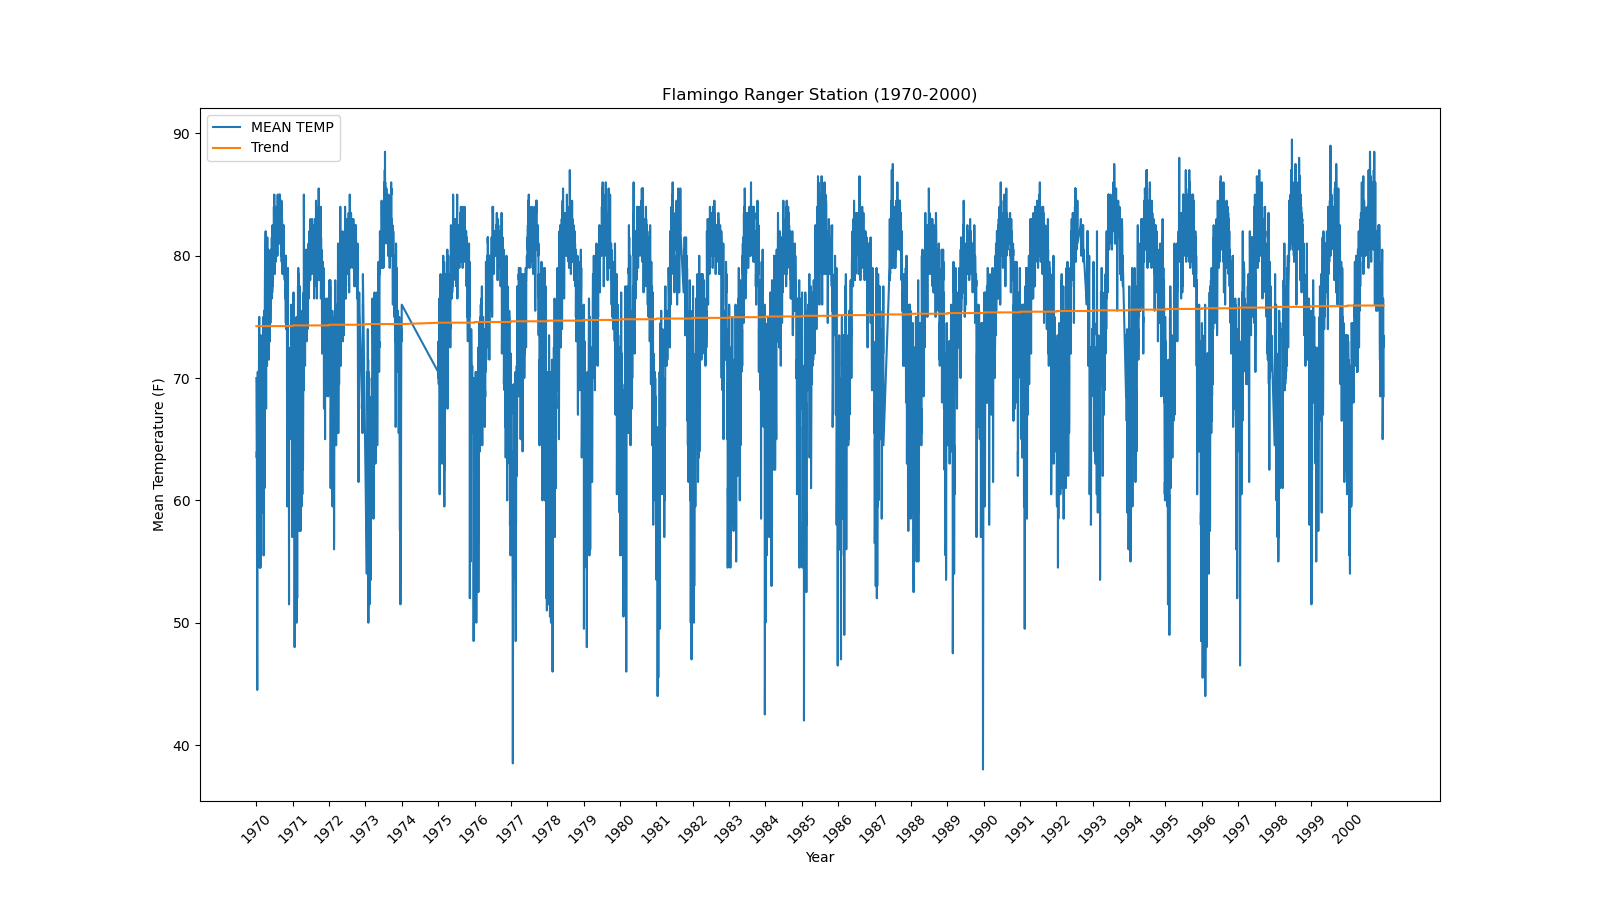 Flamingo Ranger Station (1970-2000)
MEAN TEMP
Trend
90
80
70
60
50
40
Mean Temperature (F)
1970 1971 1972 1973 1974 1975 1976 1977 1978 1979 1980 1981 1982 1983 1984 1985 1986 1987 1988 1989 1990 1991 1992 1993 1994 1995 1996 1997 1998 1999 2000
Year